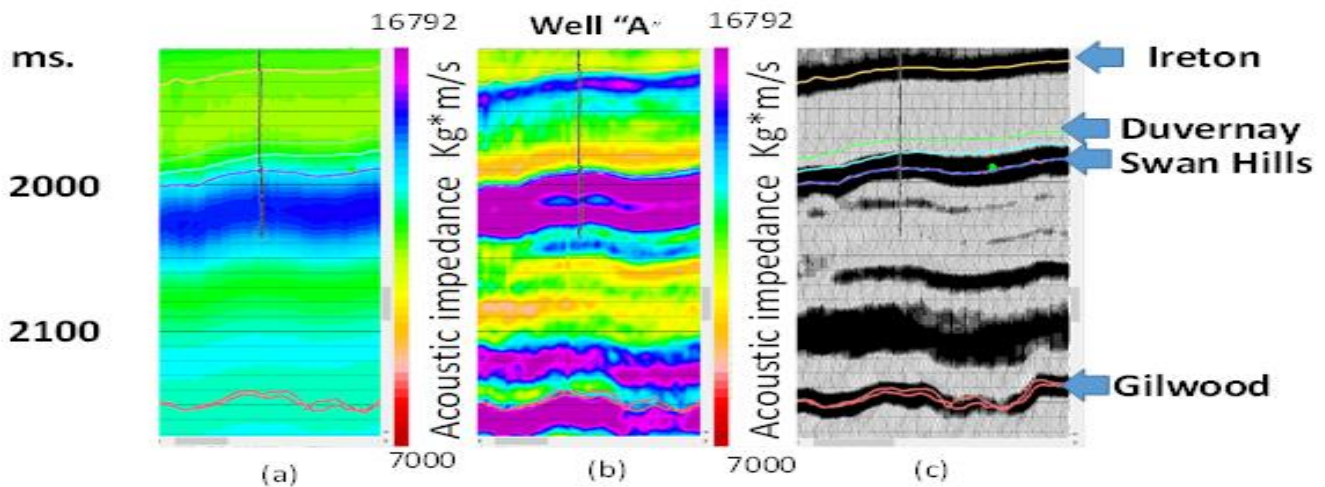 16792 Well "A" 16792
ms.
Ireton
Duvernay
Swan Hills
2000
2100
Acoustic impedance Kg*m/s
Acoustic impedance Kg*m/s
Gilwood
7000 7000
(a) (b) (c)